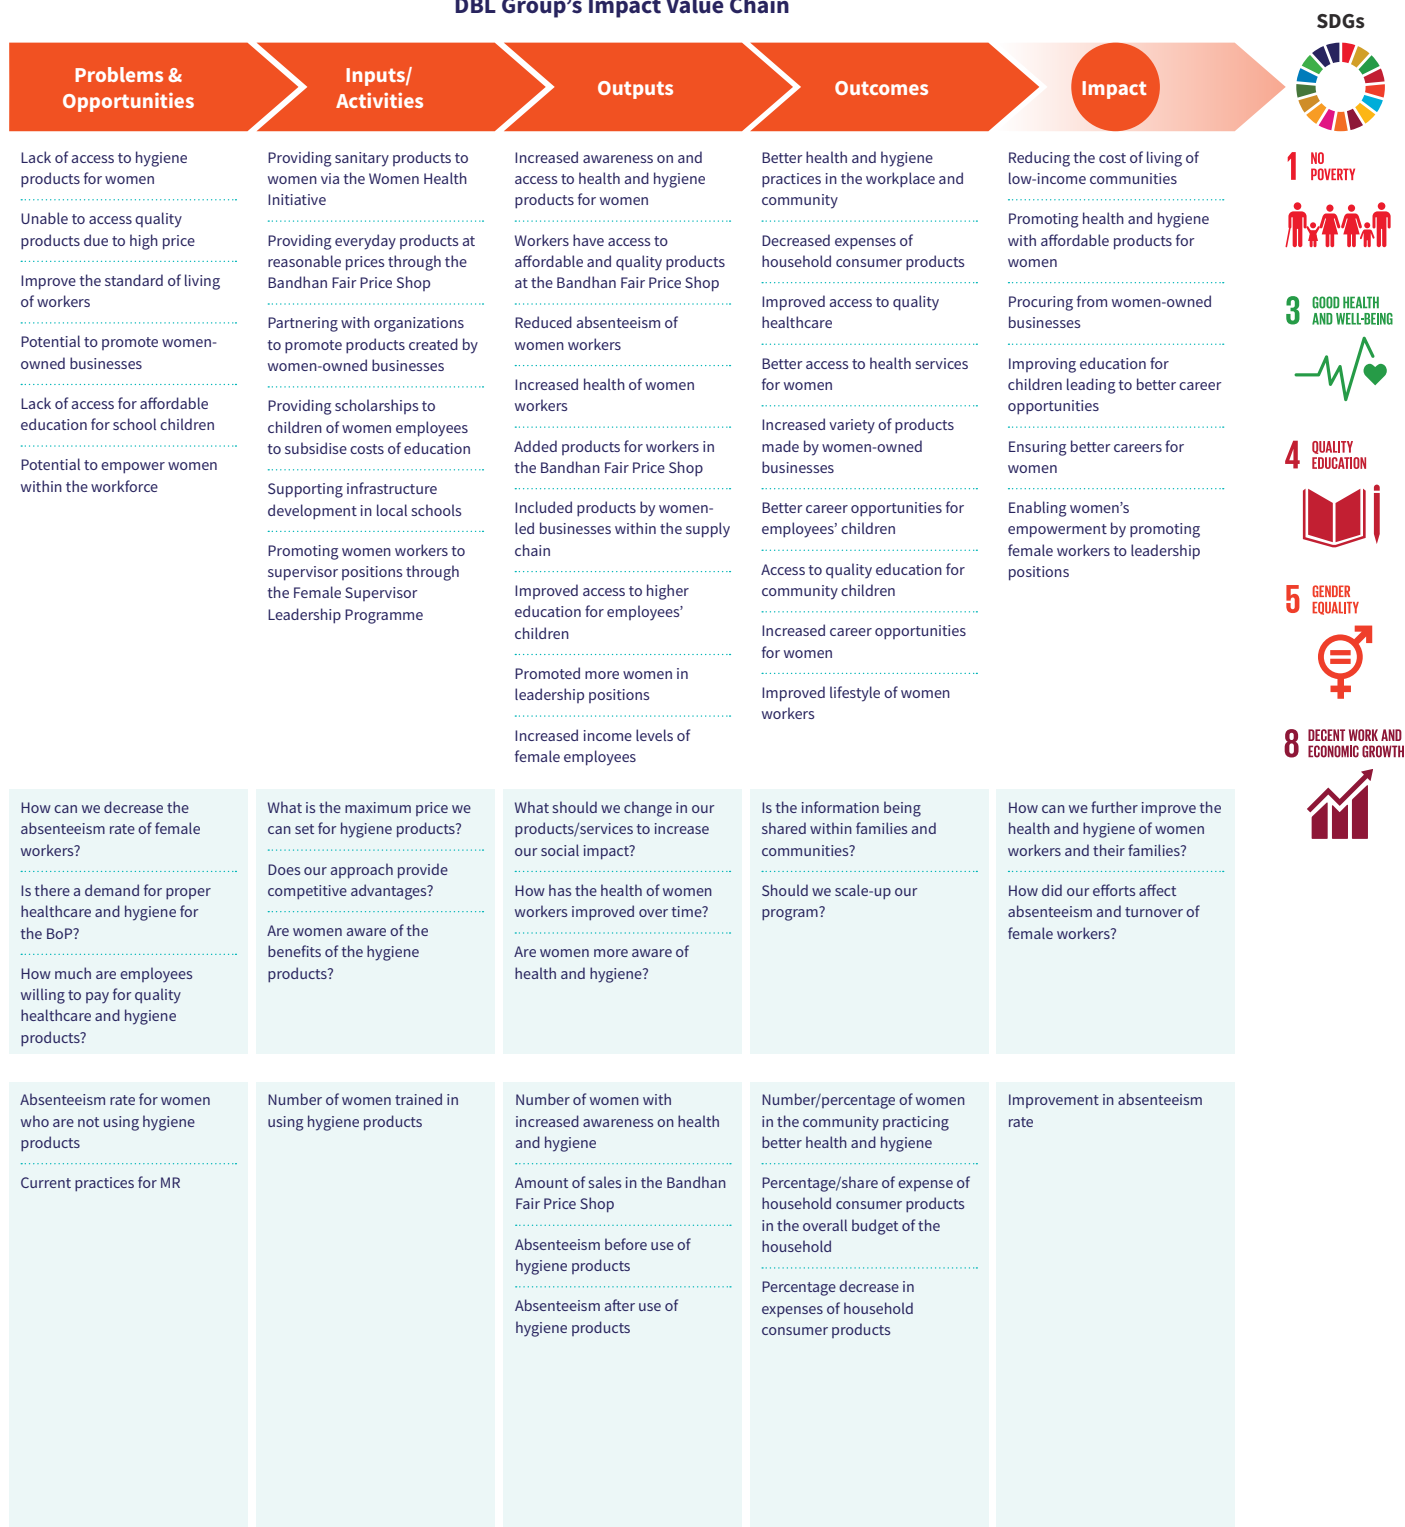 DBL Group's Impact Value Chain
SDGs
Problems &
Opportunities
Inputs/
Activities
Outputs
Outcomes
Impact
Lack of access to hygiene
products for women
Unable to access quality
products due to high price
Improve the standard of living
of workers
Potential to promote women-
owned businesses
Lack of access for affordable
education for school children
Potential to empower women
within the workforce
Providing sanitary products to
women via the Women Health
Initiative
Providing everyday products at
reasonable prices through the
Bandhan Fair Price Shop
Partnering with organizations
to promote products created by
women-owned businesses
Providing scholarships to
children of women employees
to subsidise costs of education
Supporting infrastructure
development in local schools
Promoting women workers to
supervisor positions through
the Female Supervisor
Leadership Programme
Increased awareness on and
access to health and hygiene
products for women
Workers have access to
affordable and quality products
at the Bandhan Fair Price Shop
Reduced absenteeism of
women workers
Increased health of women
workers
Added products for workers in
the Bandhan Fair Price Shop
Included products by women-
led businesses within the supply
chain
Improved access to higher
education for employees'
children
Promoted more women in
leadership positions
Increased income levels of
female employees
Better health and hygiene
practices in the workplace and
community
Decreased expenses of
household consumer products
Improved access to quality
healthcare
Better access to health services
for women
Increased variety of products
made by women-owned
businesses
Better career opportunities for
employees' children
Access to quality education for
community children
Increased career opportunities
for women
Improved lifestyle of women
workers
Reducing the cost of living of
low-income communities
Promoting health and hygiene
with affordable products for
women
Procuring from women-owned
businesses
Improving education for
children leading to better career
opportunities
Ensuring better careers for
women
Enabling women's
empowerment by promoting
female workers to leadership
positions
1 NO
POVERTY
3 GOOD HEALTH
AND WELL-BEING
4 QUALITY
EDUCATION
5 GENDER
EQUALITY
8 DECENT WORK AND
ECONOMIC GROWTH
How can we decrease the
absenteeism rate of female
workers?
Is there a demand for proper
healthcare and hygiene for
the BoP?
How much are employees
willing to pay for quality
healthcare and hygiene
products?
What is the maximum price we
can set for hygiene products?
Does our approach provide
competitive advantages?
Are women aware of the
benefits of the hygiene
products?
What should we change in our
products/services to increase
our social impact?
How has the health of women
workers improved over time?
Are women more aware of
health and hygiene?
Is the information being
shared within families and
communities?
Should we scale-up our
program?
How can we further improve the
health and hygiene of women
workers and their families?
How did our efforts affect
absenteeism and turnover of
female workers?
Absenteeism rate for women
who are not using hygiene
products
Current practices for MR
Number of women trained in
using hygiene products
Number of women with
increased awareness on health
and hygiene
Amount of sales in the Bandhan
Fair Price Shop
Absenteeism before use of
hygiene products
Absenteeism after use of
hygiene products
Number/percentage of women
in the community practicing
better health and hygiene
Percentage/share of expense of
household consumer products
in the overall budget of the
household
Percentage decrease in
expenses of household
consumer products
Improvement in absenteeism
rate